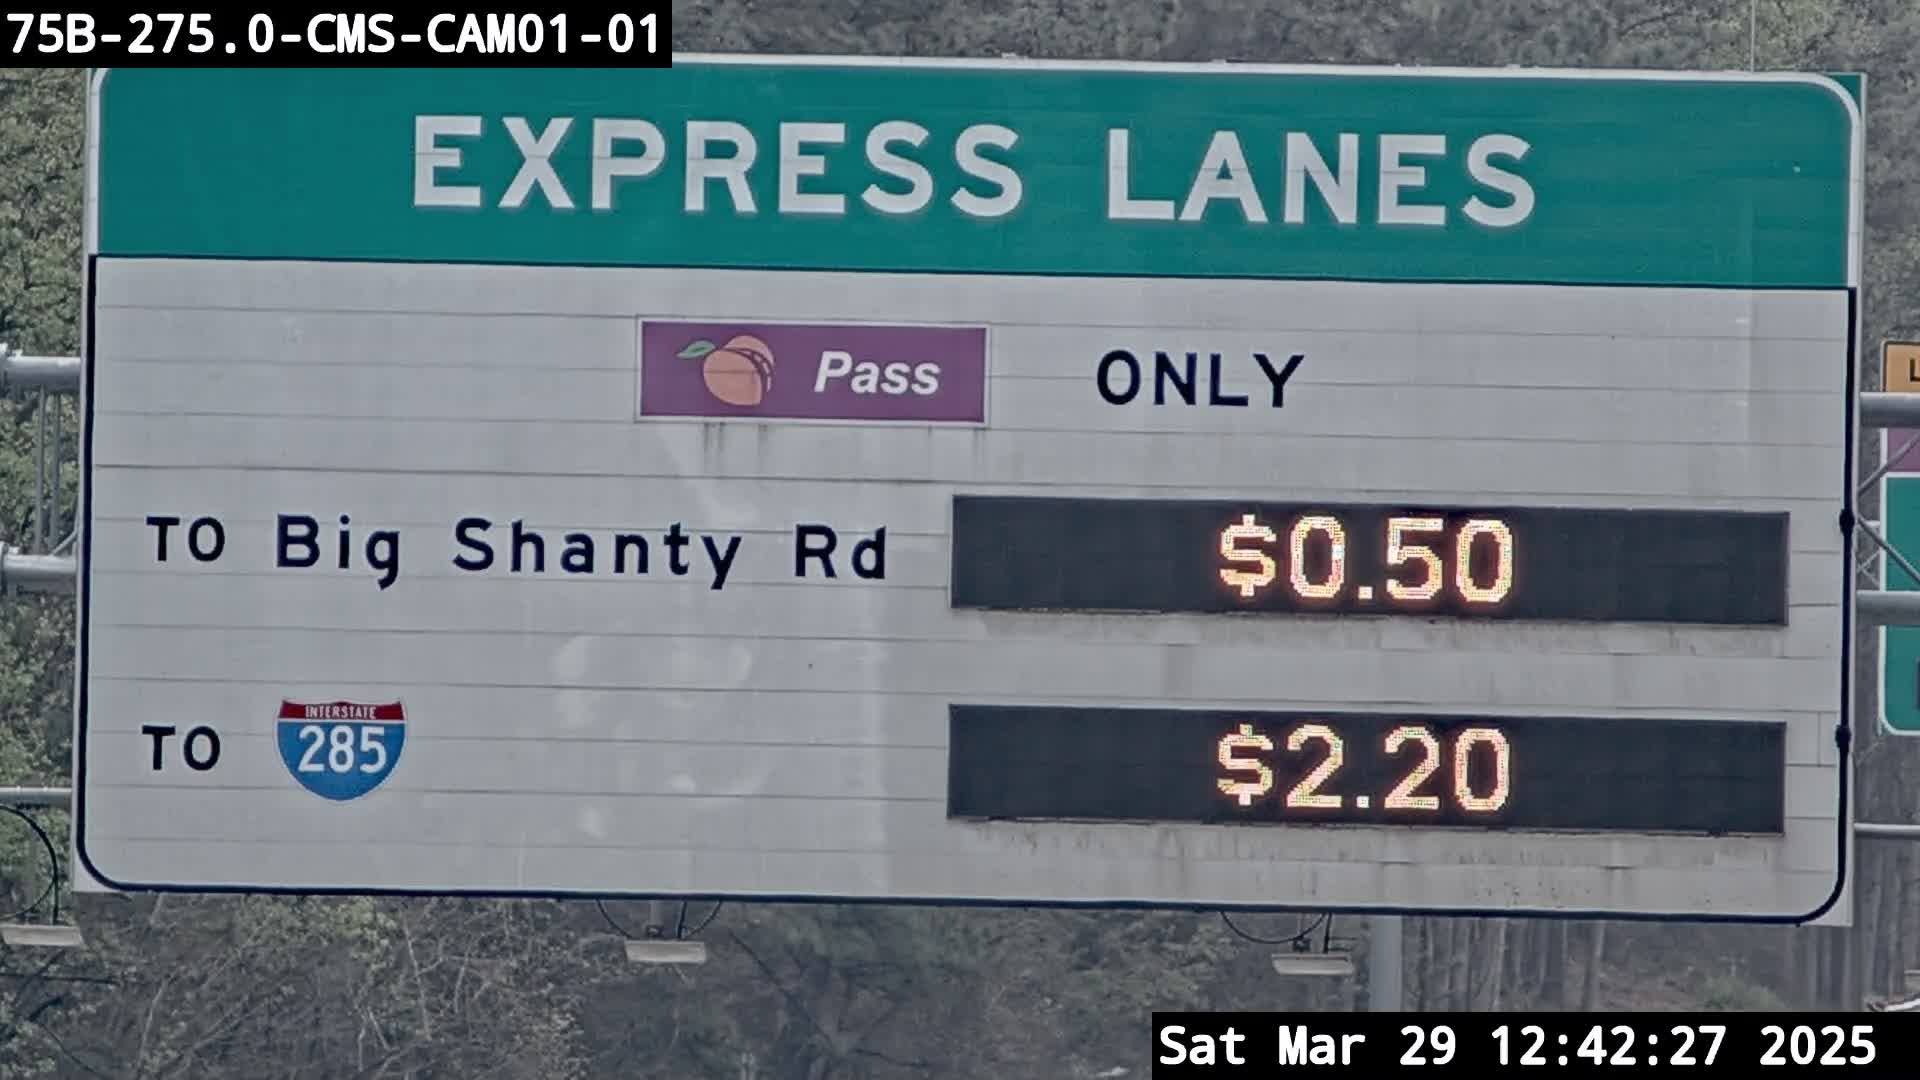 75B-275.0-CMS-CAM01-01
EXPRESS LANES
Pass ONLY
TO Big Shanty Rd $0.50
TO INTERSTATE 285 $2.20
Sat Mar 29 12:42:27 2025